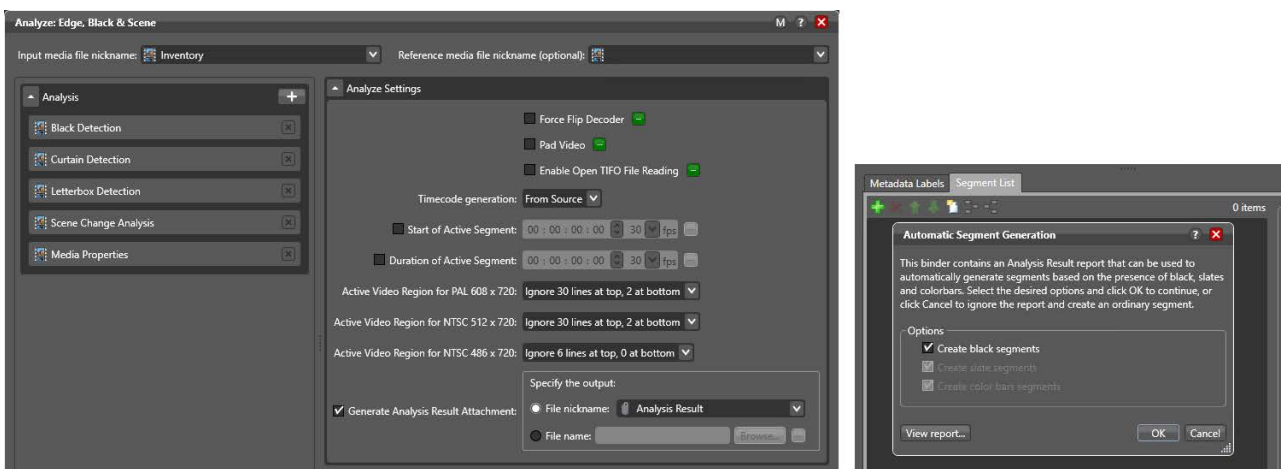 Analyze: Edge, Black & Scene
M ?
Input media file nickname: Inventory
Reference media file nickname (optional):
Analysis
Black Detection
Curtain Detection
Letterbox Detection
Scene Change Analysis
Media Properties
Analyze Settings
Force Flip Decoder
Pad Video
Enable Open TIFO File Reading
Timecode generation: From Source
Start of Active Segment: 00 : 00 : 00 : 00 30 fps
Duration of Active Segment: 00 : 00 : 00 : 00 30 fps
Active Video Region for PAL 608 x 720: Ignore 30 lines at top, 2 at bottom
Active Video Region for NTSC 512 x 720: Ignore 30 lines at top, 2 at bottom
Active Video Region for NTSC 486 x 720: Ignore 6 lines at top, 0 at bottom
Generate Analysis Result Attachment:
Specify the output:
File nickname: Analysis Result
File name: Browse...
Metadata Labels Segment List
0 items
Automatic Segment Generation ?
This binder contains an Analysis Result report that can be used to
automatically generate segments based on the presence of black, slates
and colorbars. Select the desired options and click OK to continue, or
click Cancel to ignore the report and create an ordinary segment.
Options
Create black segments
Create slate segments
Create color bars segments
View report... OK Cancel